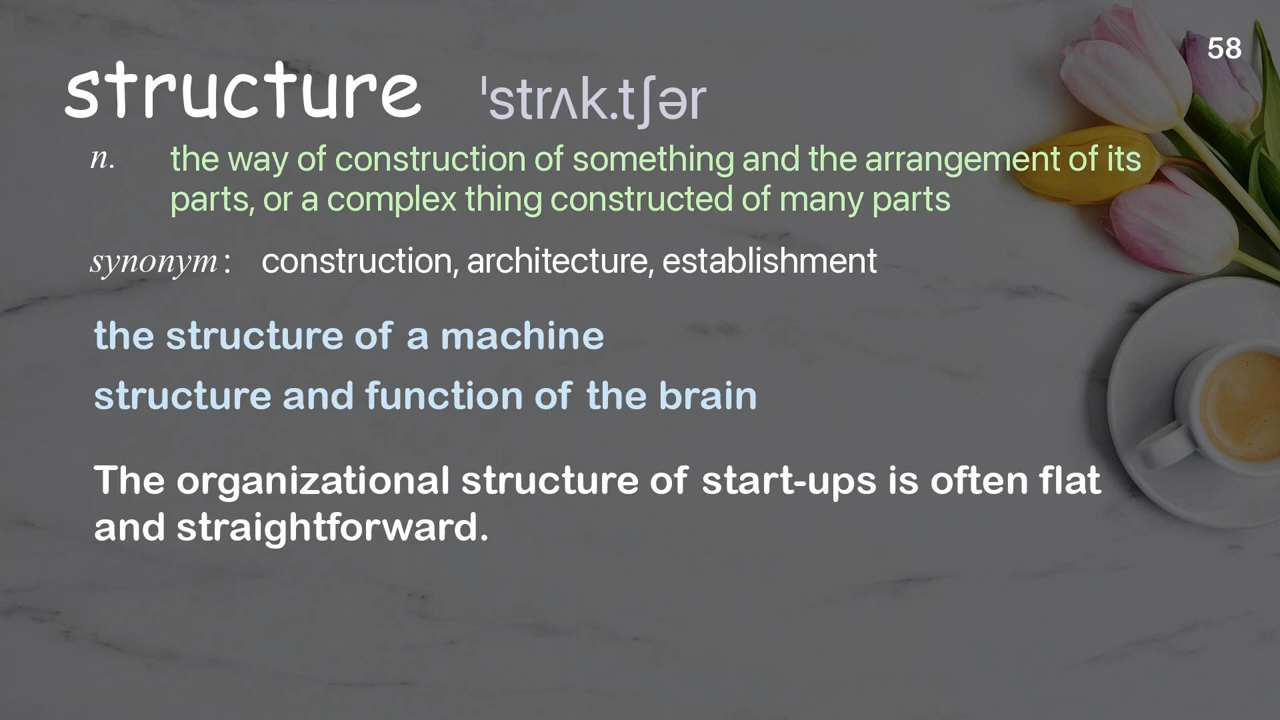 58
structure ˈstrʌk.tʃər
n. the way of construction of something and the arrangement of its
parts, or a complex thing constructed of many parts
synonym: construction, architecture, establishment
the structure of a machine
structure and function of the brain
The organizational structure of start-ups is often flat
and straightforward.